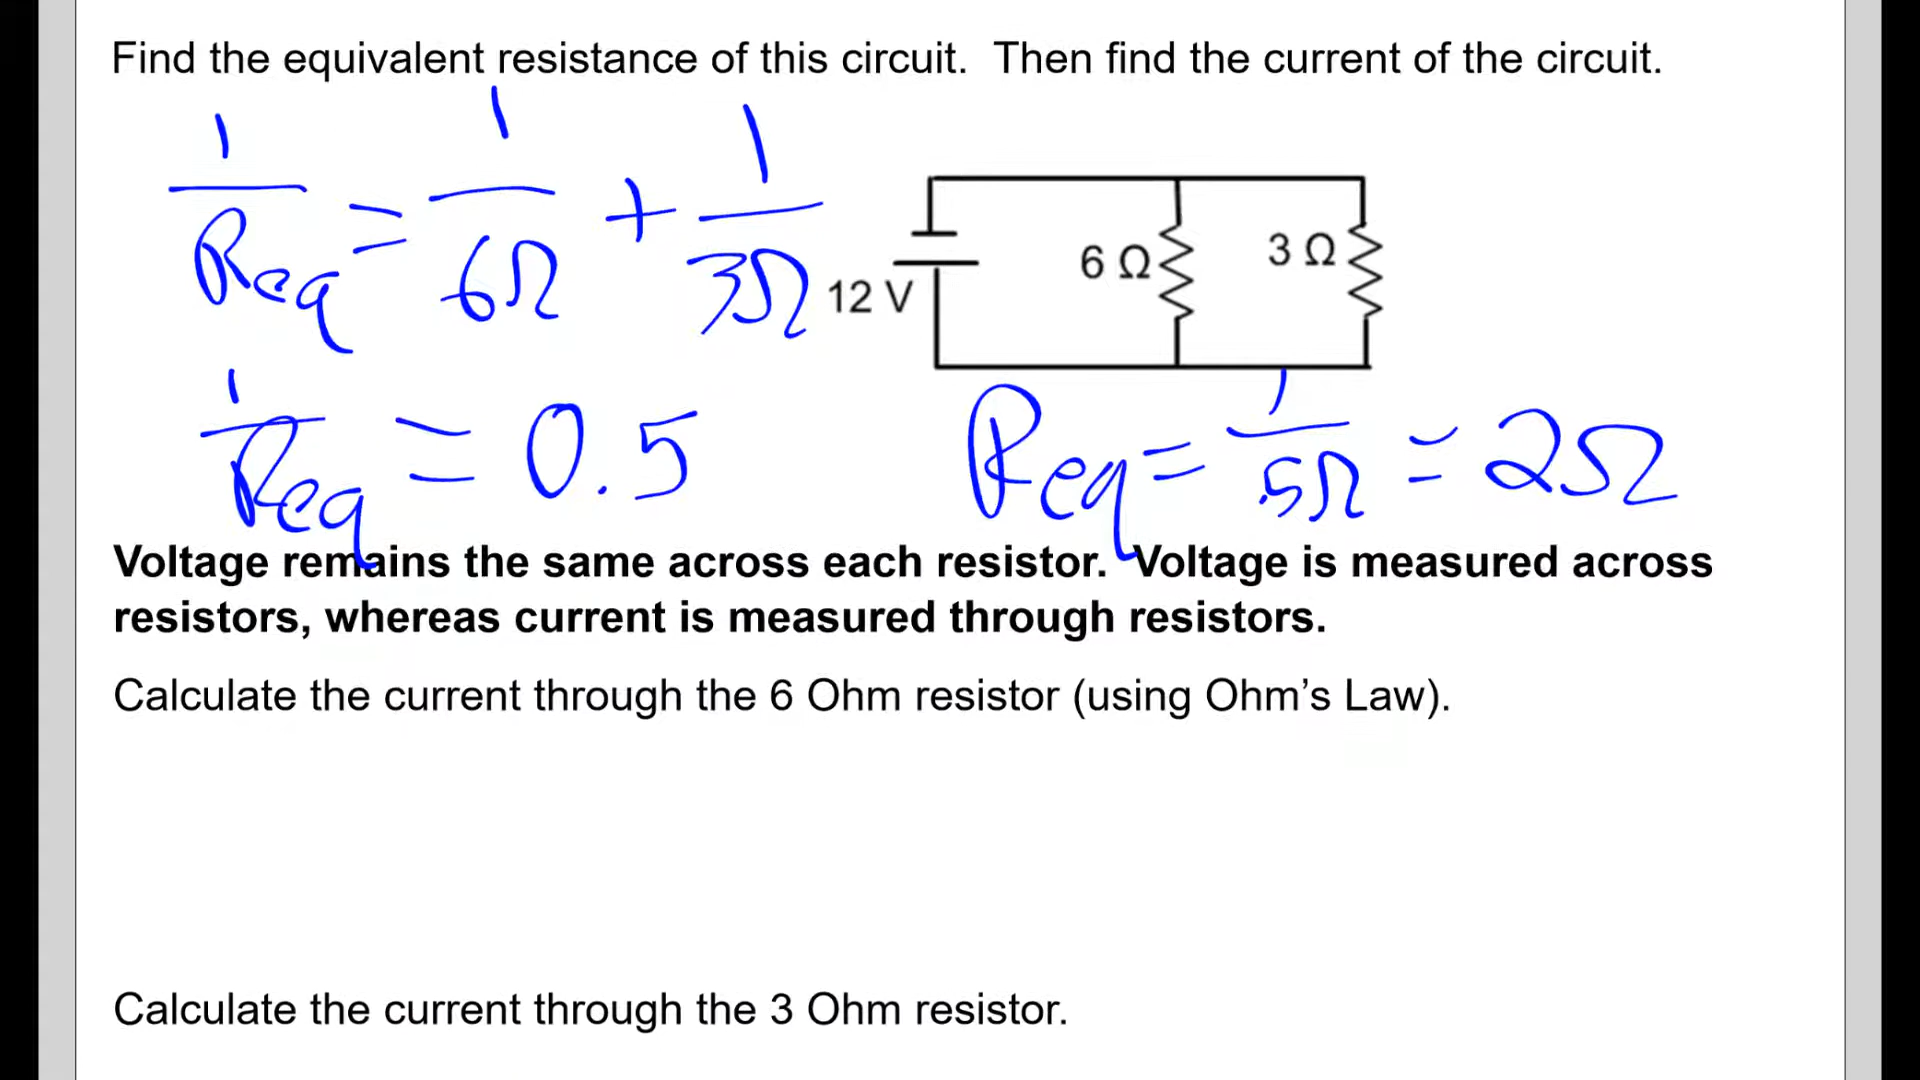 Find the equivalent resistance of this circuit. Then find the current of the circuit.
1/Req = 1/6Ω + 1/3Ω
12 V
6 Ω
3 Ω
1/Req = 0.5
Req = 1/.5Ω = 2Ω
Voltage remains the same across each resistor. Voltage is measured across
resistors, whereas current is measured through resistors.
Calculate the current through the 6 Ohm resistor (using Ohm’s Law).
Calculate the current through the 3 Ohm resistor.